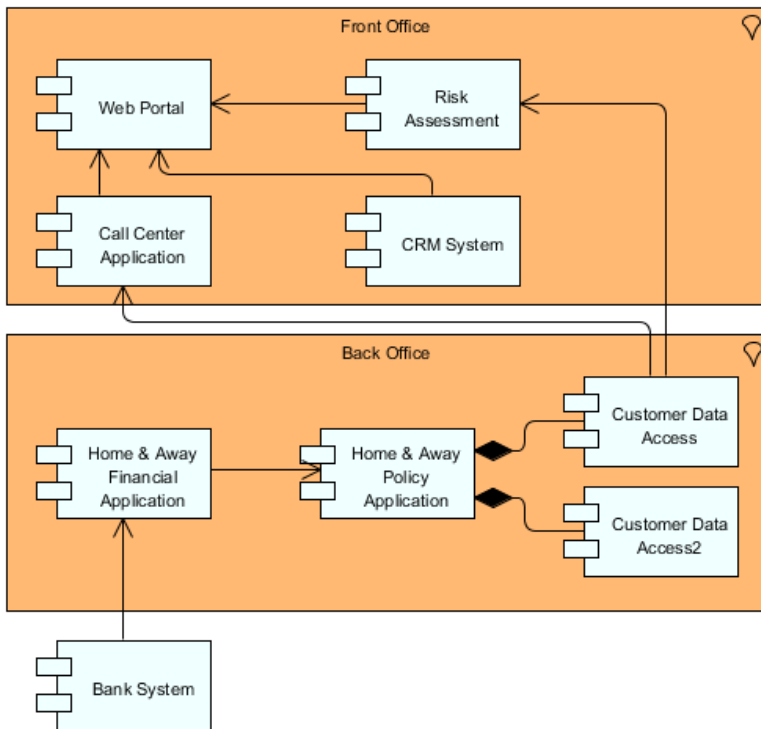 Front Office
Web Portal
Risk
Assessment
Call Center
Application
CRM System
Back Office
Home & Away
Financial
Application
Home & Away
Policy
Application
Customer Data
Access
Customer Data
Access2
Bank System